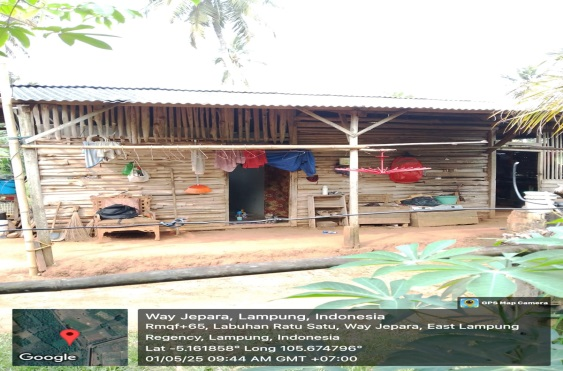 GPS Map Camera
Way Jepara, Lampung, Indonesia
Rmqf+65, Labuhan Ratu Satu, Way Jepara, East Lampung
Regency, Lampung, Indonesia
Lat -5.161858° Long 105.674796°
01/05/25 09:44 AM GMT +07:00
Google